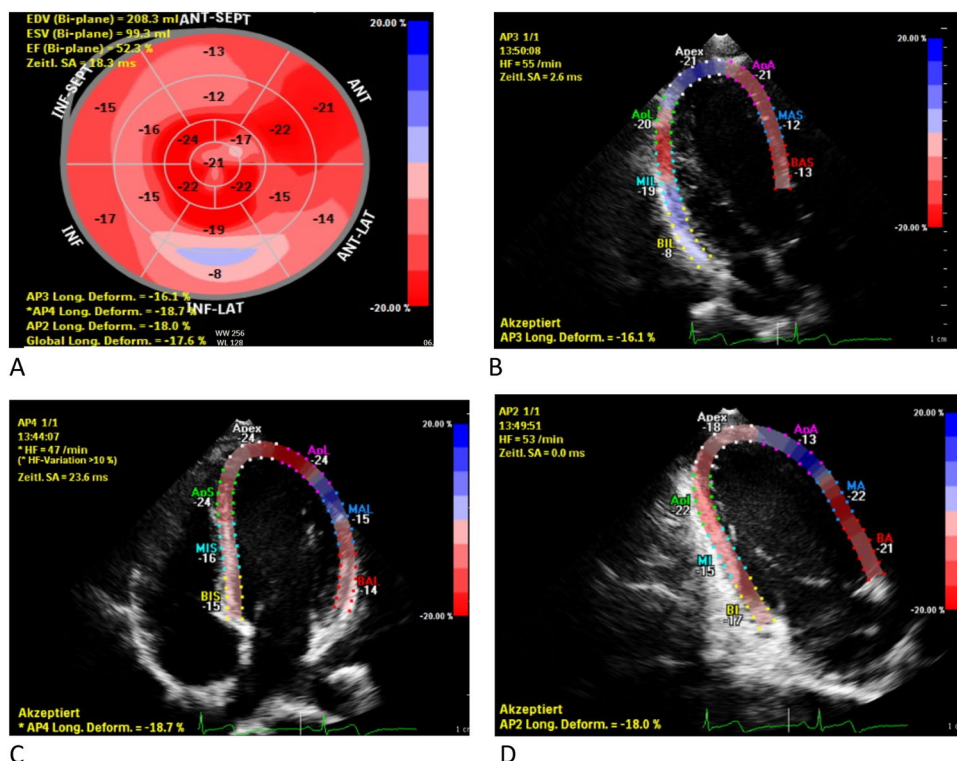 EDV (Bi-plane) = 208.3 ml
ESV (Bi-plane) = 99.3 ml
EF (Bi-plane) = 52.3 %
Zeitl. SA = 18.3 ms
ANT-SEPT
20.00 %
-13
INF-SEPT
ANT
-15
-12
-21
-16
-24
-17
-22
-21
-22
-22
-15
-15
-17
-19
-14
INF
ANT-LAT
-8
INF-LAT
-20.00 %
AP3 Long. Deform. = -16.1 %
*AP4 Long. Deform. = -18.7 %
AP2 Long. Deform. = -18.0 %
Global Long. Deform. = -17.6 %
WW 256
WL 128
06.
A
AP3 1/1
13:50:08
HF = 55 /min
Zeitl. SA = 2.6 ms
20.00 %
Apex
-21
ApA
-21
ApL
-20
MAS
-12
BAS
-13
MIL
-19
BIL
-8
-20.00 %
Akzeptiert
AP3 Long. Deform. = -16.1 %
1 cm
B
AP4 1/1
13:44:07
* HF = 47 /min
(* HF-Variation >10 %)
Zeitl. SA = 23.6 ms
20.00 %
Apex
-24
ApL
-24
ApS
-24
MAL
-15
MIS
-16
BIS
-15
BAL
-14
-20.00 %
Akzeptiert
* AP4 Long. Deform. = -18.7 %
1 cm
C
AP2 1/1
13:49:51
HF = 53 /min
Zeitl. SA = 0.0 ms
20.00 %
Apex
-18
ApA
-13
ApI
-22
MA
-22
MI
-15
BA
-21
BI
-17
-20.00 %
Akzeptiert
AP2 Long. Deform. = -18.0 %
1 cm
D